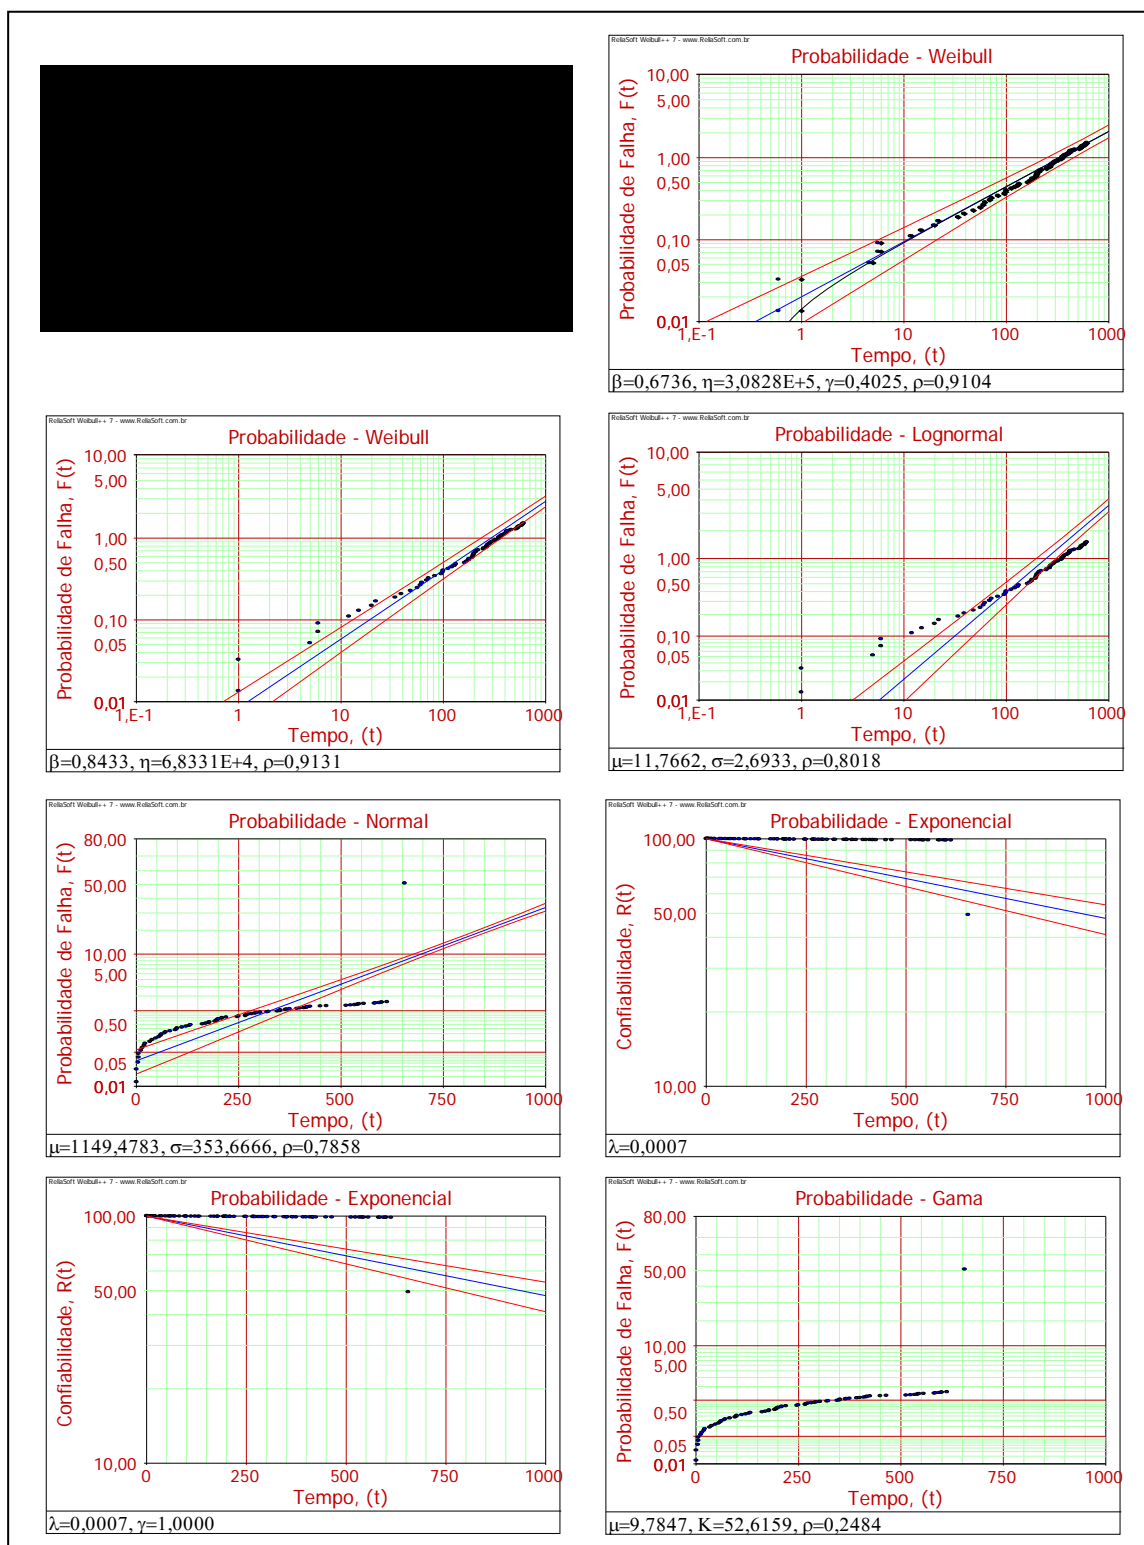 ReliaSoft Weibull++ 7 - www.ReliaSoft.com.br
Probabilidade - Weibull
Probabilidade de Falha, F(t)
10,00
5,00
1,00
0,50
0,10
0,05
0,01
1,E-1 1 10 100 1000
Tempo, (t)
β=0,6736, η=3,0828E+5, γ=0,4025, ρ=0,9104
ReliaSoft Weibull++ 7 - www.ReliaSoft.com.br
Probabilidade - Weibull
Probabilidade de Falha, F(t)
10,00
5,00
1,00
0,50
0,10
0,05
0,01
1,E-1 1 10 100 1000
Tempo, (t)
β=0,8433, η=6,8331E+4, ρ=0,9131
ReliaSoft Weibull++ 7 - www.ReliaSoft.com.br
Probabilidade - Lognormal
Probabilidade de Falha, F(t)
10,00
5,00
1,00
0,50
0,10
0,05
0,01
1,E-1 1 10 100 1000
Tempo, (t)
μ=11,7662, σ=2,6933, ρ=0,8018
ReliaSoft Weibull++ 7 - www.ReliaSoft.com.br
Probabilidade - Normal
Probabilidade de Falha, F(t)
80,00
50,00
10,00
5,00
0,50
0,05
0,01
0 250 500 750 1000
Tempo, (t)
μ=1149,4783, σ=353,6666, ρ=0,7858
ReliaSoft Weibull++ 7 - www.ReliaSoft.com.br
Probabilidade - Exponencial
Confiabilidade, R(t)
100,00
50,00
10,00
0 250 500 750 1000
Tempo, (t)
λ=0,0007
ReliaSoft Weibull++ 7 - www.ReliaSoft.com.br
Probabilidade - Exponencial
Confiabilidade, R(t)
100,00
50,00
10,00
0 250 500 750 1000
Tempo, (t)
λ=0,0007, γ=1,0000
ReliaSoft Weibull++ 7 - www.ReliaSoft.com.br
Probabilidade - Gama
Probabilidade de Falha, F(t)
80,00
50,00
10,00
5,00
0,50
0,05
0,01
0 250 500 750 1000
Tempo, (t)
μ=9,7847, K=52,6159, ρ=0,2484